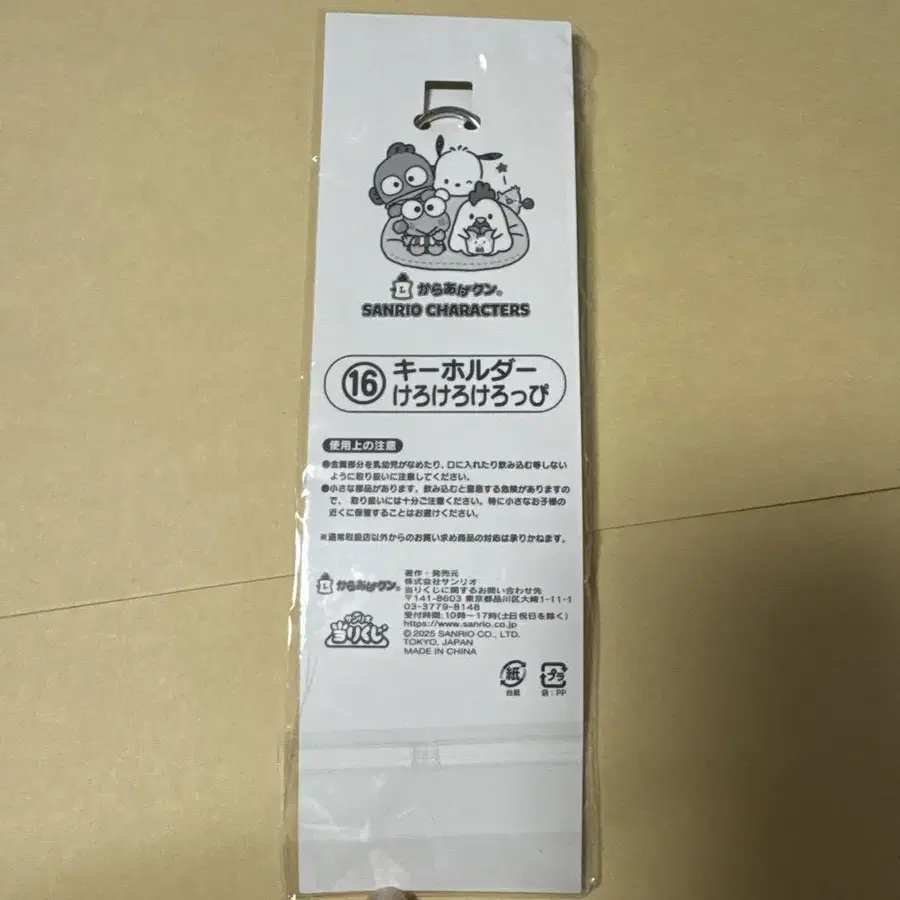 L からあげクン®
SANRIO CHARACTERS
16 キーホルダー
けろけろけろっぴ
使用上の注意
●金属部分を乳幼児がなめたり、口に入れたり飲み込む等しない
ように取り扱いに注意してください。
●小さな部品があります。飲み込むと窒息する危険がありますの
で、取り扱いには十分ご注意ください。特に小さなお子様の
近くに保管することはお避けください。
※通常取扱店以外からのお買い求め商品の対応は承りかねます。
L からあげクン®
サンリオ
当りくじ
著作・発売元
株式会社サンリオ
当りくじに関するお問い合わせ先
〒141-8603 東京都品川区大崎1-11-1
03-3779-8148
受付時間:10時~17時(土日祝日を除く)
https://www.sanrio.co.jp
© 2025 SANRIO CO., LTD.
TOKYO, JAPAN
MADE IN CHINA
紙
台紙
プラ
袋:PP